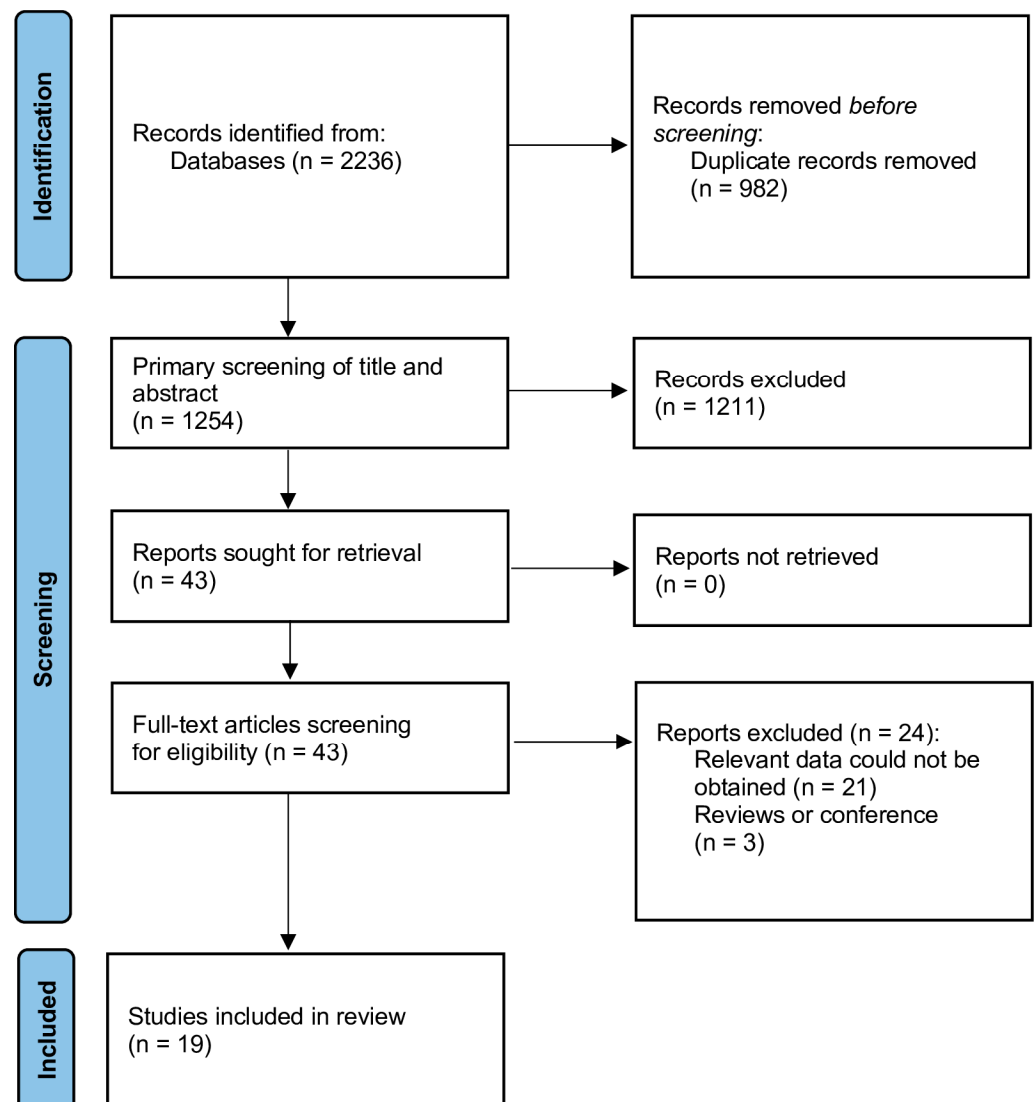 Identification
Records identified from:
Databases (n = 2236)
Records removed before
screening:
Duplicate records removed
(n = 982)
Screening
Primary screening of title and
abstract
(n = 1254)
Records excluded
(n = 1211)
Reports sought for retrieval
(n = 43)
Reports not retrieved
(n = 0)
Full-text articles screening
for eligibility (n = 43)
Reports excluded (n = 24):
Relevant data could not be
obtained (n = 21)
Reviews or conference
(n = 3)
Included
Studies included in review
(n = 19)